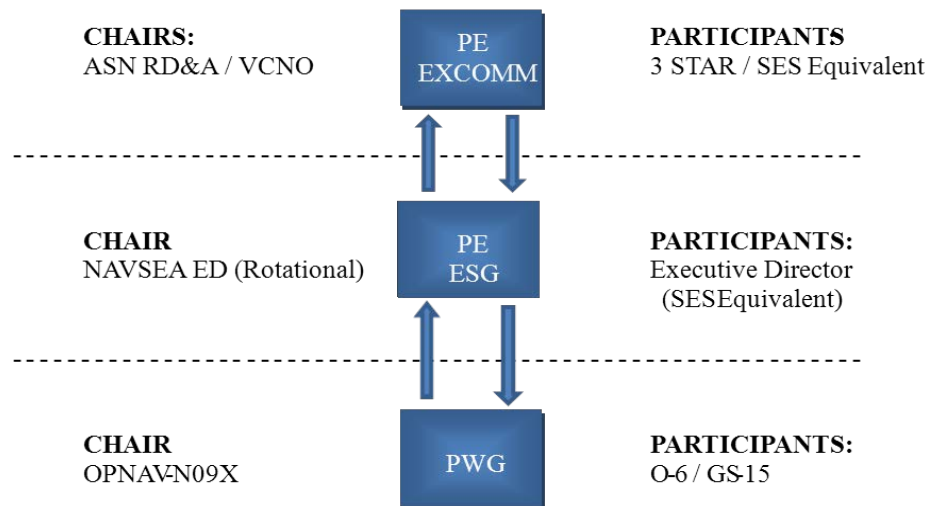 CHAIRS:
ASN RD&A / VCNO
PE
EXCOMM
PARTICIPANTS
3 STAR / SES Equivalent
CHAIR
NAVSEA ED (Rotational)
PE
ESG
PARTICIPANTS:
Executive Director
(SESEquivalent)
CHAIR
OPNAV-N09X
PWG
PARTICIPANTS:
O-6 / GS-15